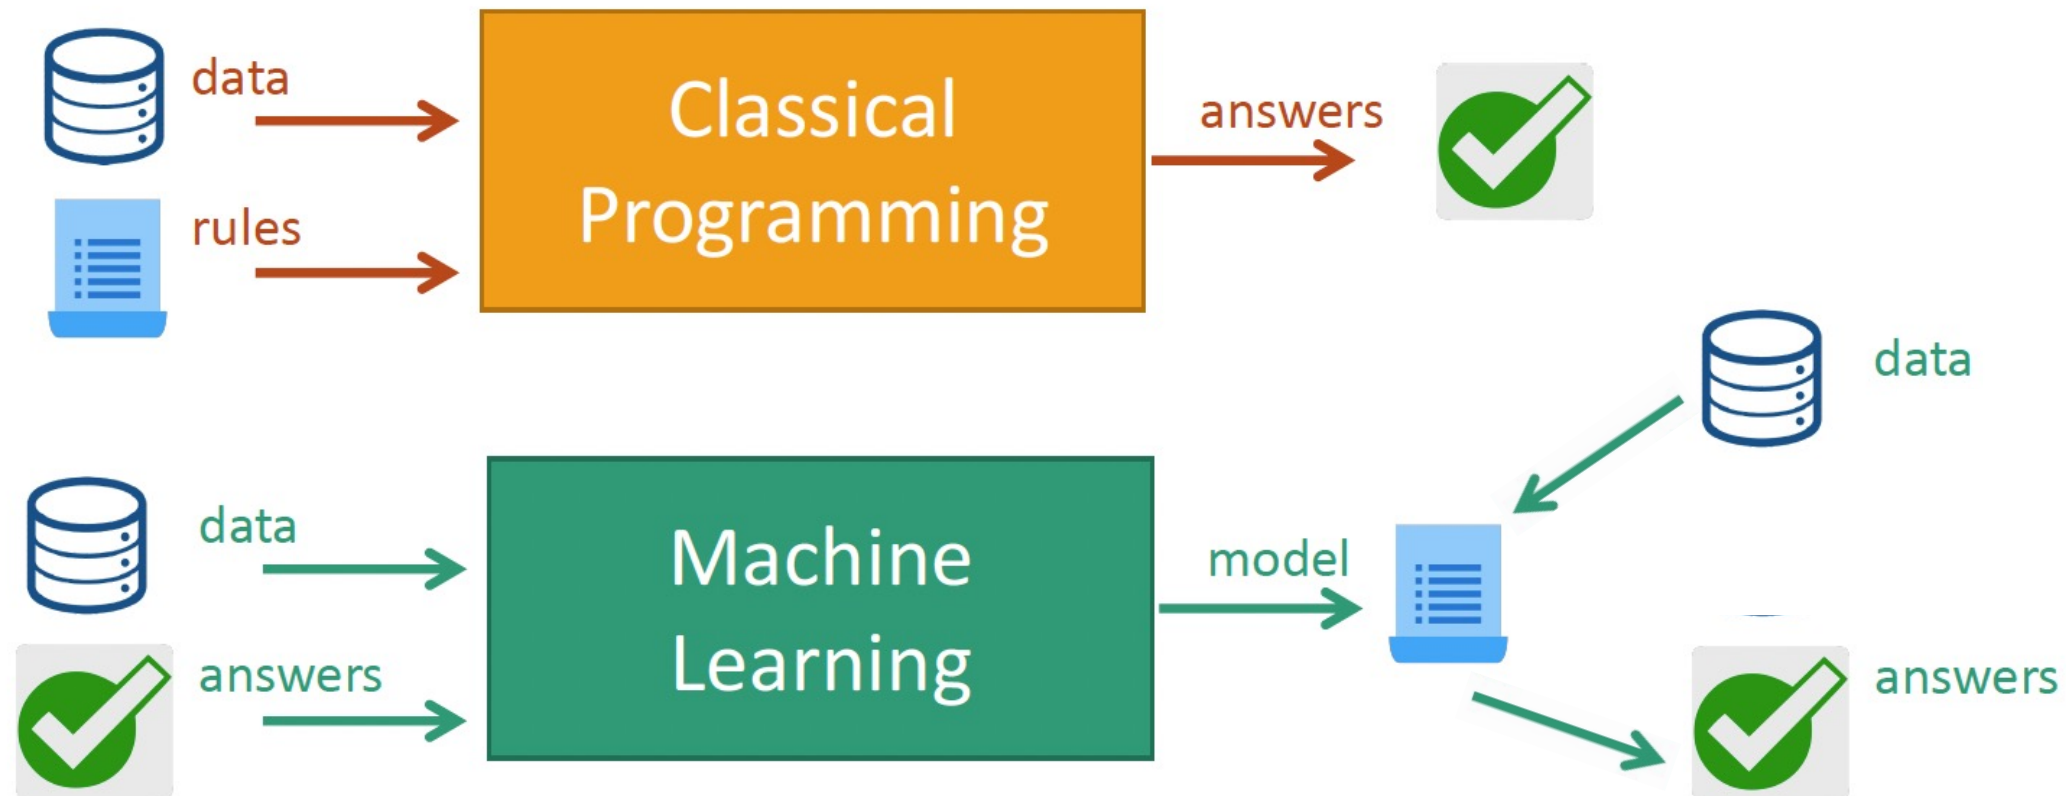 data
rules
Classical
Programming
answers
data
answers
Machine
Learning
model
data
answers